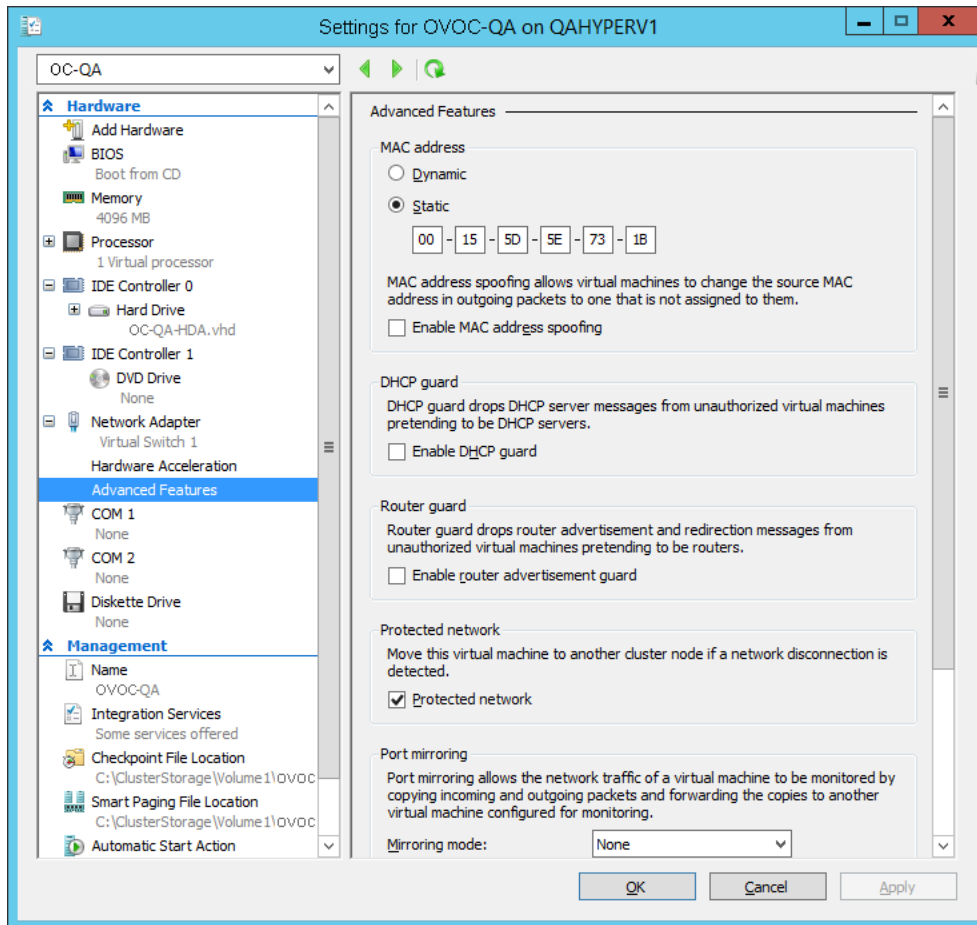 Settings for OVOC-QA on QAHYPERV1
OC-QA
Hardware
Add Hardware
BIOS
Boot from CD
Memory
4096 MB
Processor
1 Virtual processor
IDE Controller 0
Hard Drive
OC-QA-HDA.vhd
IDE Controller 1
DVD Drive
None
Network Adapter
Virtual Switch 1
Hardware Acceleration
Advanced Features
COM 1
None
COM 2
None
Diskette Drive
None
Management
Name
OVOC-QA
Integration Services
Some services offered
Checkpoint File Location
C:\ClusterStorage\Volume1\OVOC
Smart Paging File Location
C:\ClusterStorage\Volume1\OVOC
Automatic Start Action
Advanced Features
MAC address
Dynamic
Static
00 - 15 - 5D - 5E - 73 - 1B
MAC address spoofing allows virtual machines to change the source MAC
address in outgoing packets to one that is not assigned to them.
Enable MAC address spoofing
DHCP guard
DHCP guard drops DHCP server messages from unauthorized virtual machines
pretending to be DHCP servers.
Enable DHCP guard
Router guard
Router guard drops router advertisement and redirection messages from
unauthorized virtual machines pretending to be routers.
Enable router advertisement guard
Protected network
Move this virtual machine to another cluster node if a network disconnection is
detected.
Protected network
Port mirroring
Port mirroring allows the network traffic of a virtual machine to be monitored by
copying incoming and outgoing packets and forwarding the copies to another
virtual machine configured for monitoring.
Mirroring mode: None
OK Cancel Apply